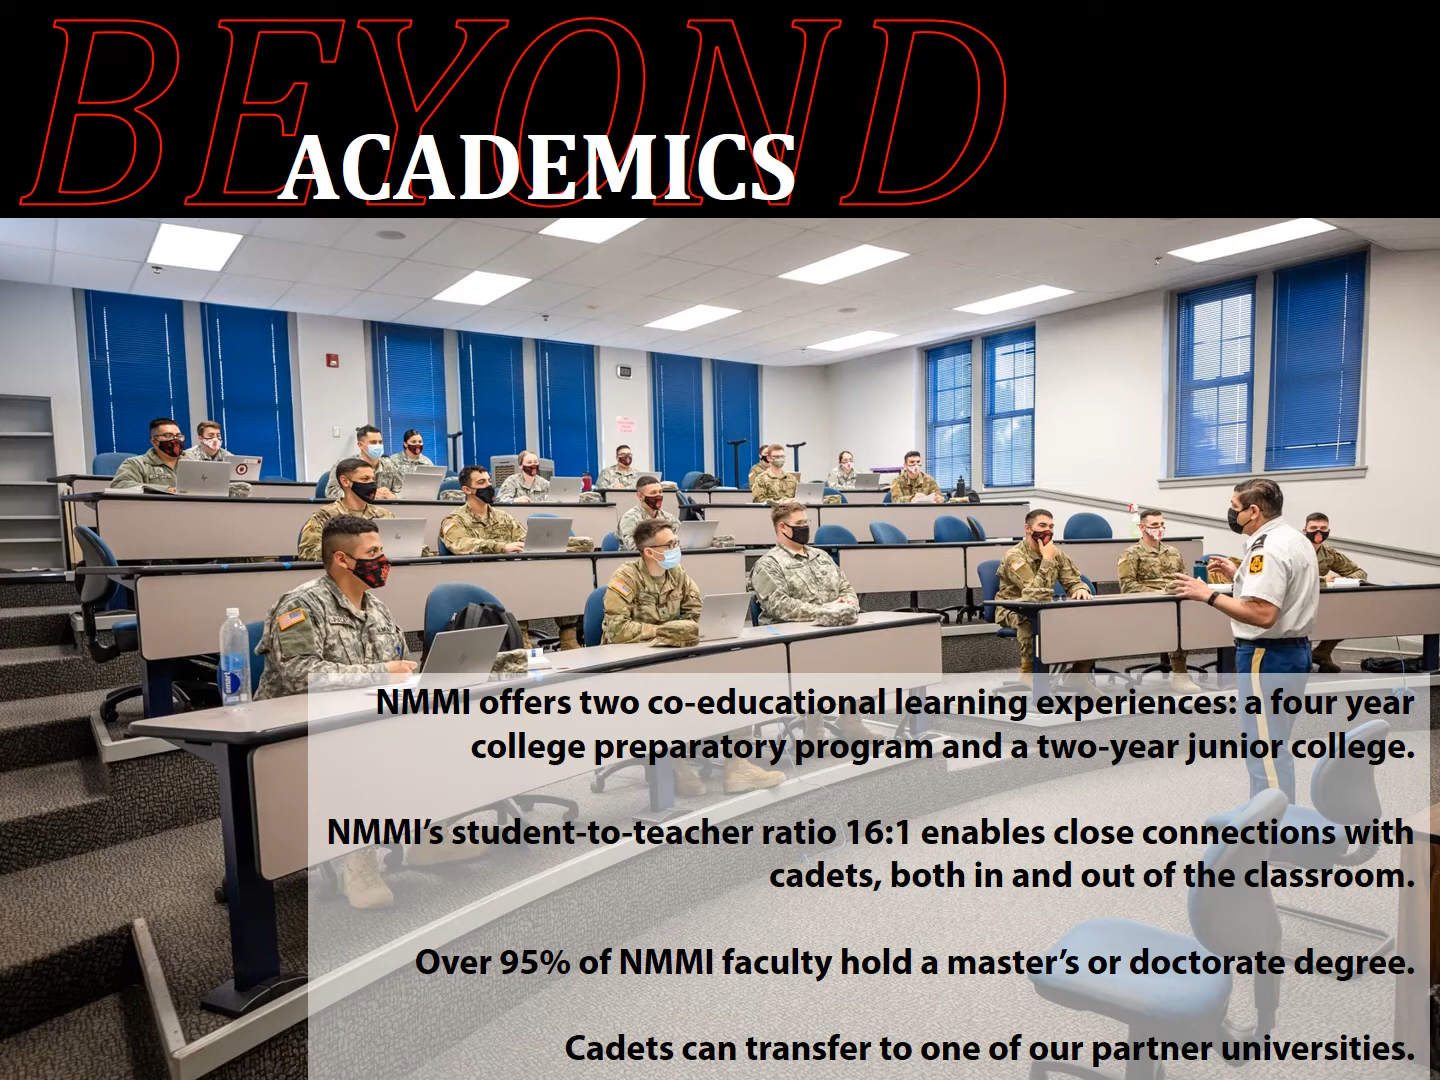 BEYOND
ACADEMICS
NMMI offers two co-educational learning experiences: a four year
college preparatory program and a two-year junior college.
NMMI’s student-to-teacher ratio 16:1 enables close connections with
cadets, both in and out of the classroom.
Over 95% of NMMI faculty hold a master’s or doctorate degree.
Cadets can transfer to one of our partner universities.